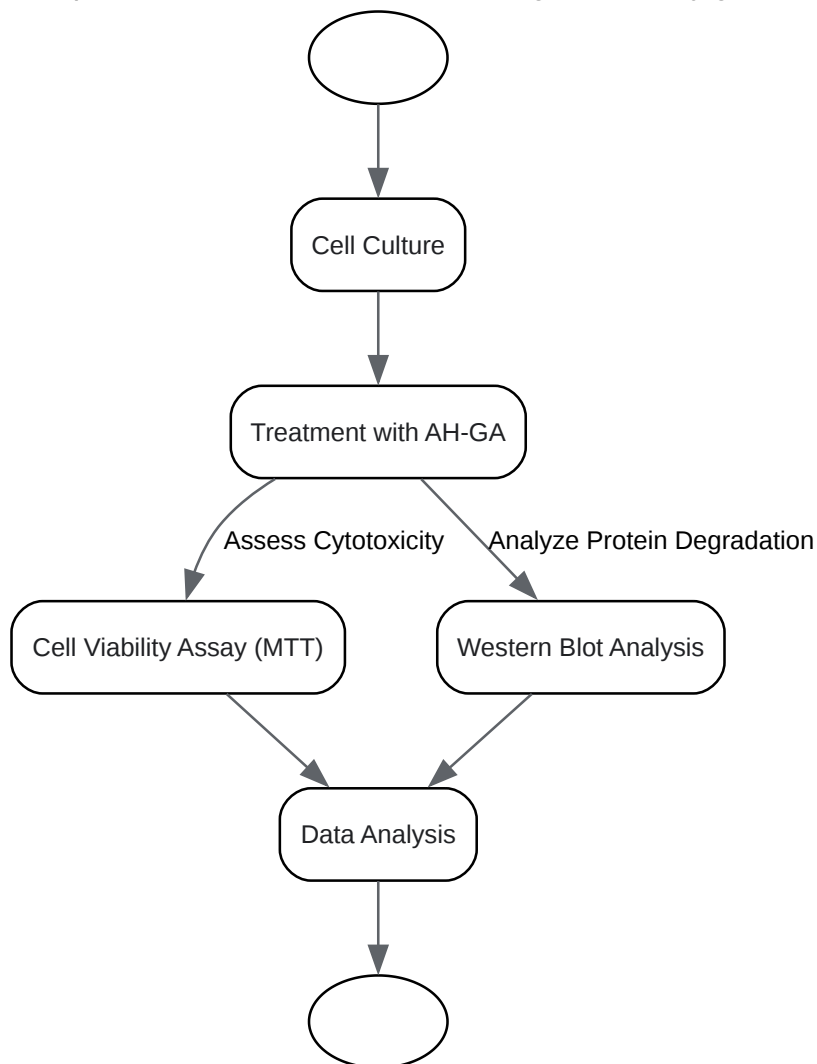 Cell Culture
Treatment with AH-GA
Assess Cytotoxicity
Analyze Protein Degradation
Cell Viability Assay (MTT)
Western Blot Analysis
Data Analysis